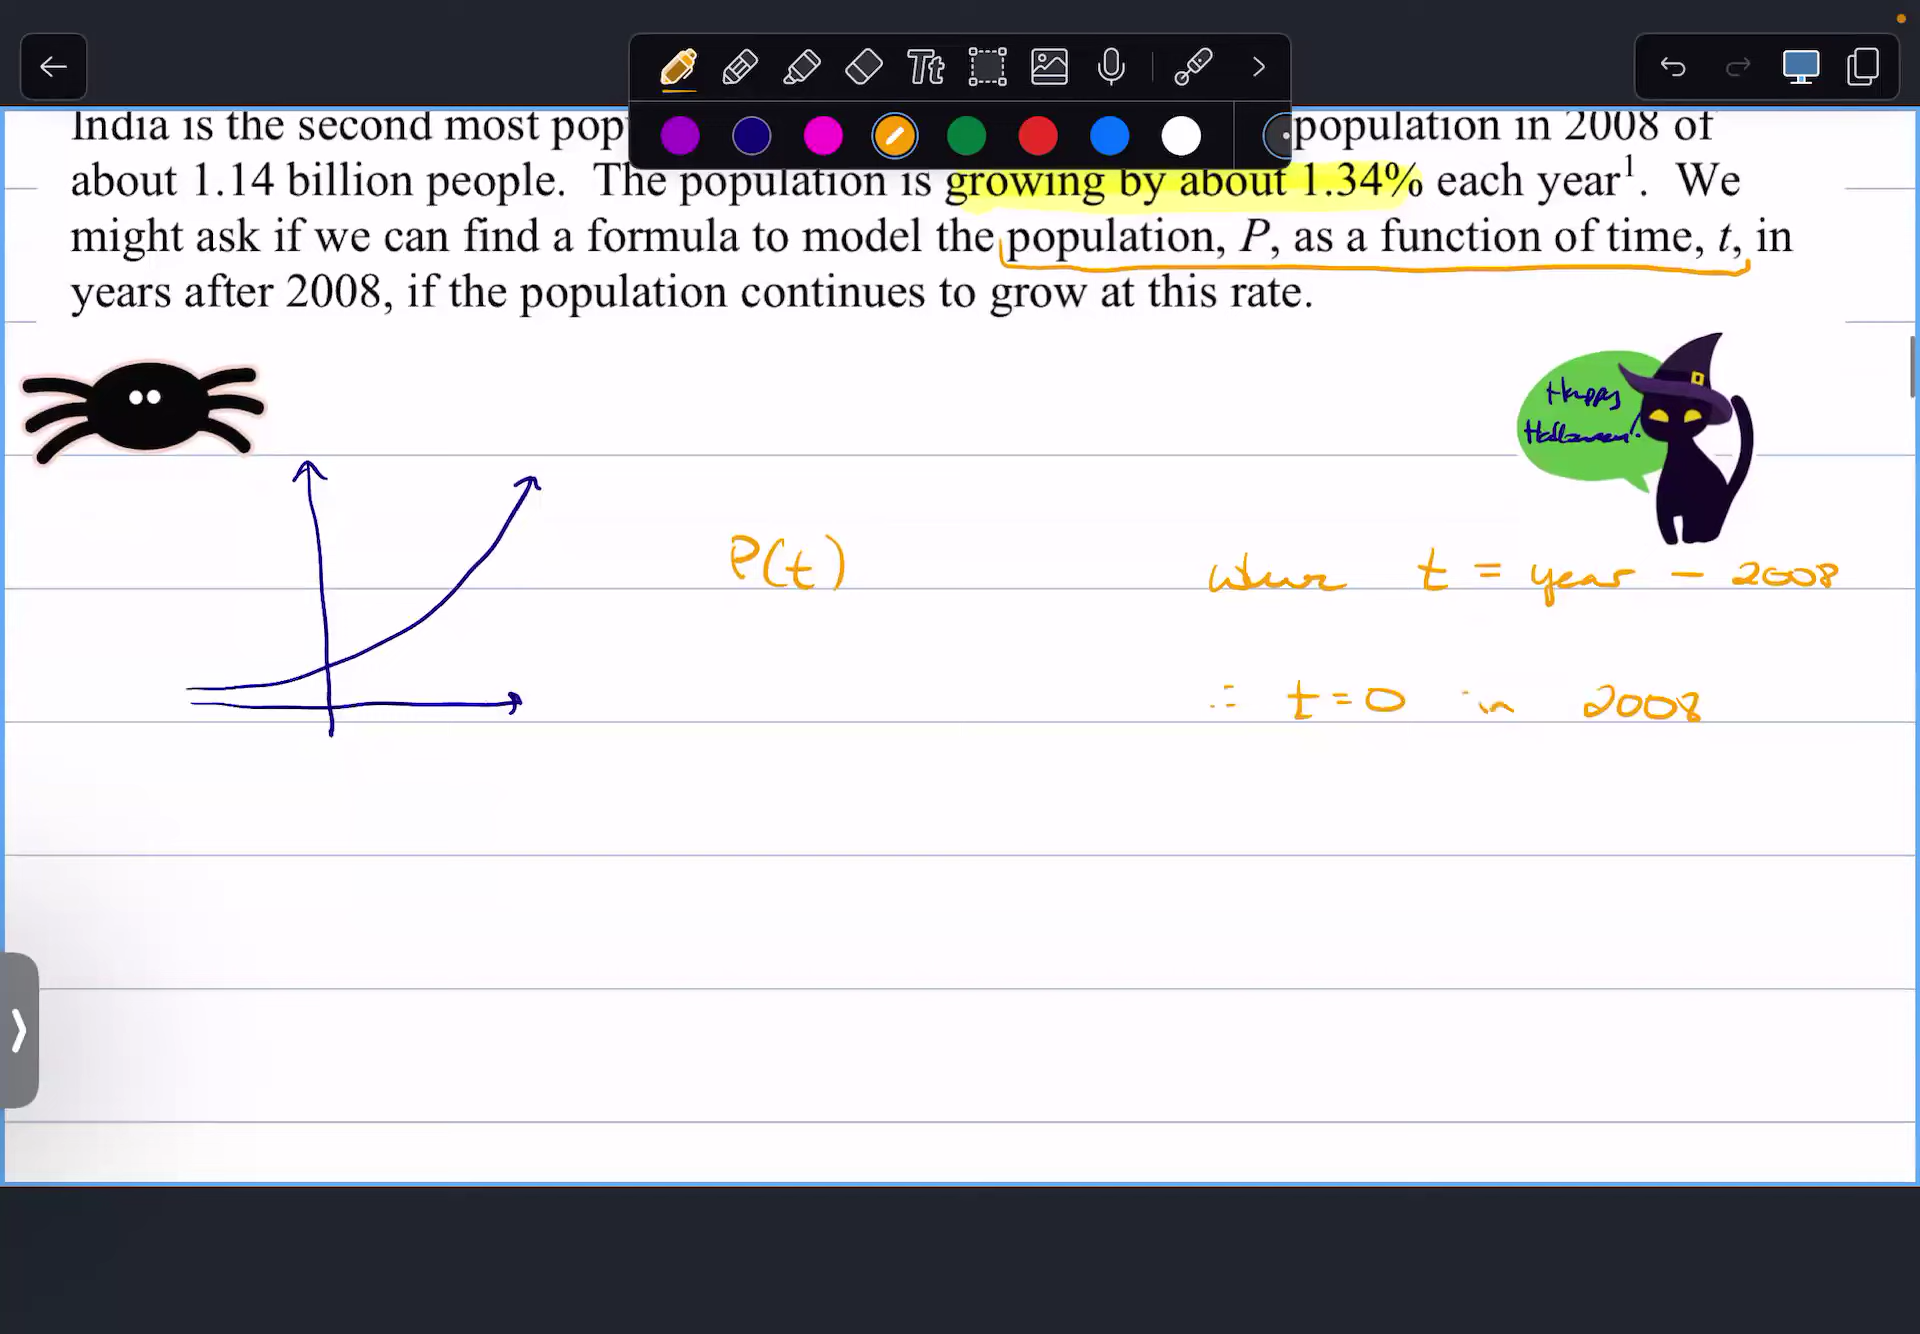 Tt
India is the second most pop population in 2008 of
about 1.14 billion people. The population is growing by about 1.34% each year¹. We
might ask if we can find a formula to model the population, P, as a function of time, t, in
years after 2008, if the population continues to grow at this rate.
Happy
Halloween!
P(t) where t = year - 2008
∴ t = 0 in 2008